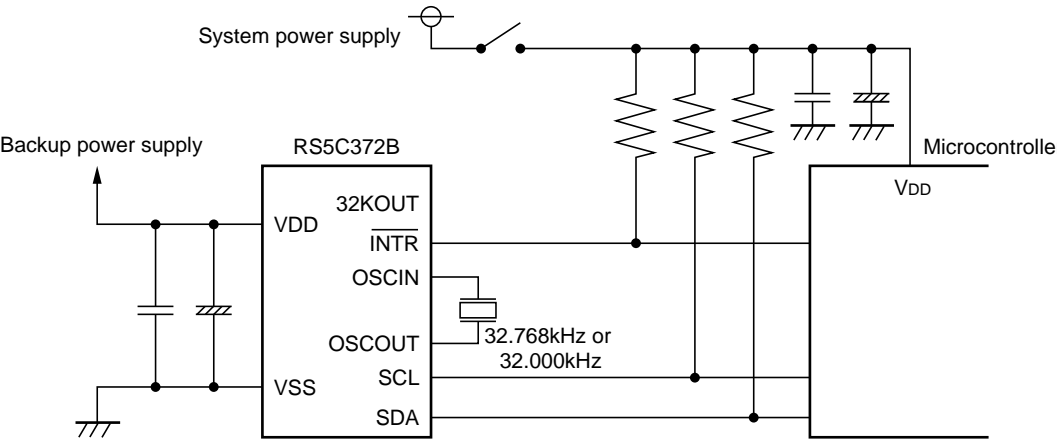 System power supply
Backup power supply
RS5C372B
Microcontrolle
VDD
32KOUT
VDD
INTR
OSCIN
OSCOUT
32.768kHz or
32.000kHz
SCL
VSS
SDA